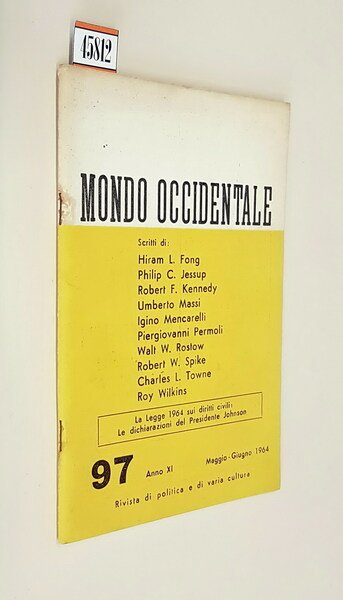 45812
MONDO OCCIDENTALE
Scritti di:
Hiram L. Fong
Philip C. Jessup
Robert F. Kennedy
Umberto Massi
Igino Mencarelli
Piergiovanni Permoli
Walt W. Rostow
Robert W. Spike
Charles L. Towne
Roy Wilkins
La Legge 1964 sui diritti civili:
Le dichiarazioni del Presidente Johnson
97 Anno XI Maggio-Giugno 1964
Rivista di politica e di varia cultura